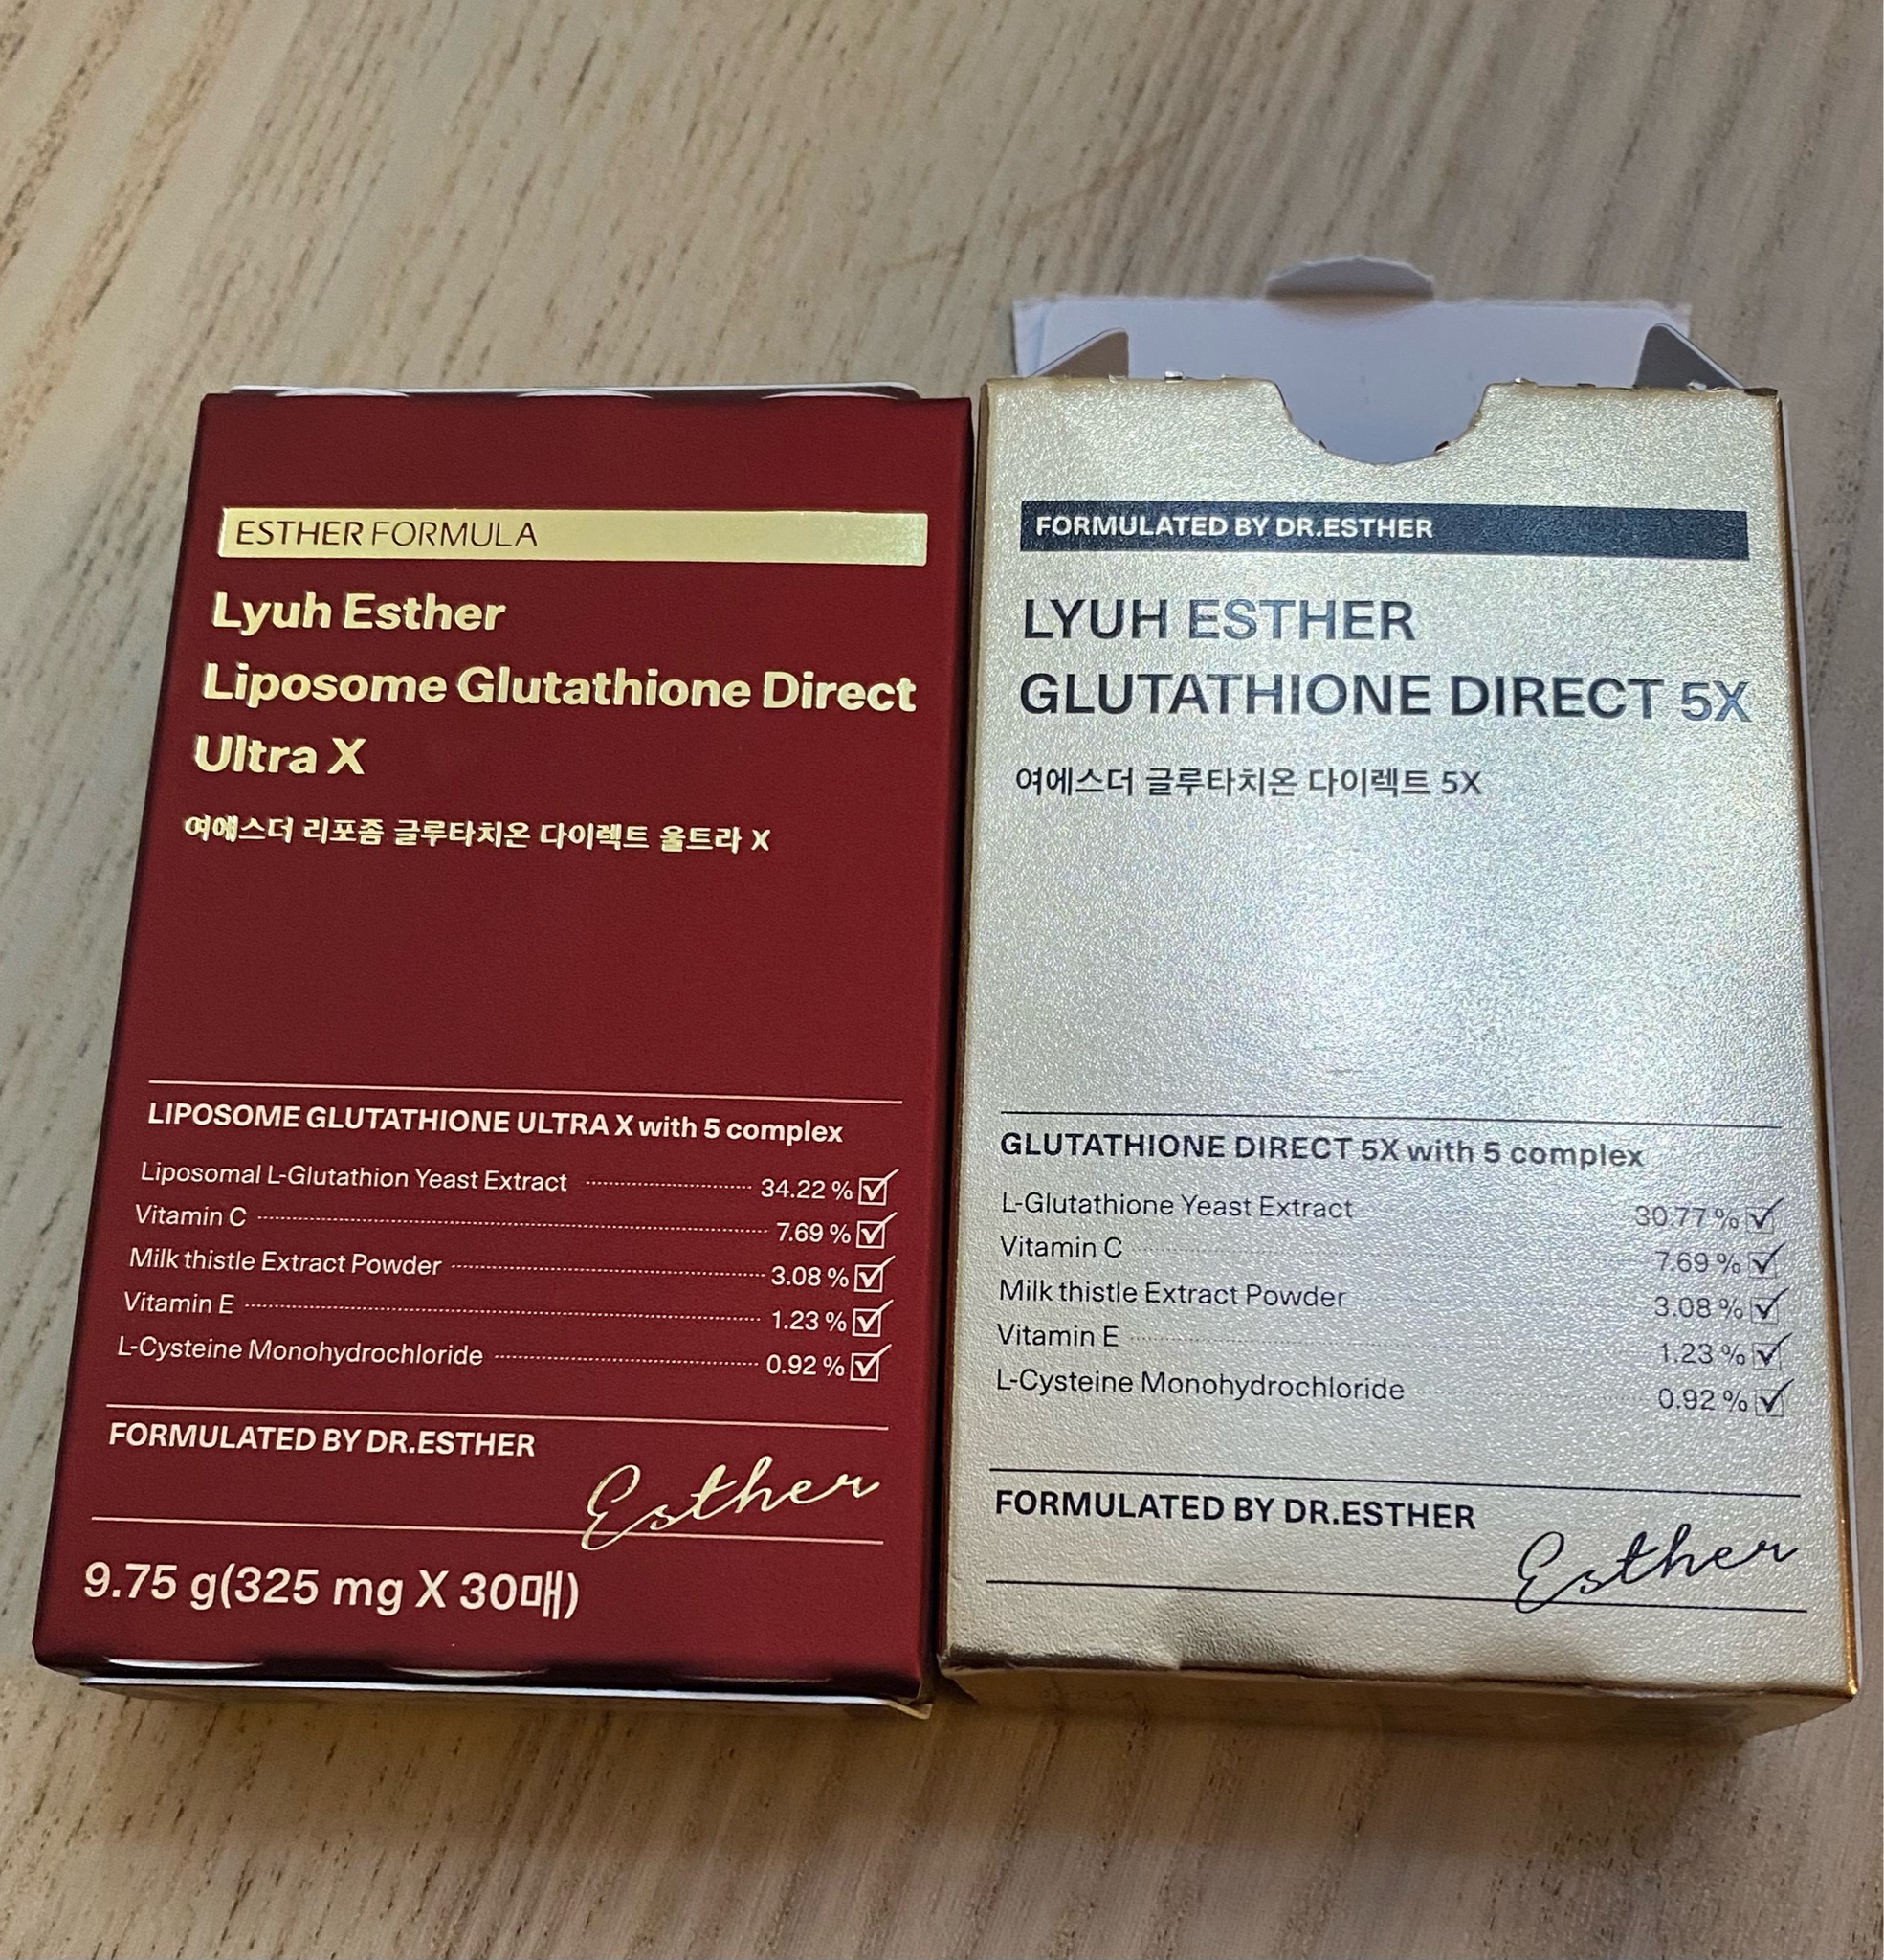 ESTHER FORMULA
Lyuh Esther
Liposome Glutathione Direct
Ultra X
여에스더 리포좀 글루타치온 다이렉트 울트라 X
LIPOSOME GLUTATHIONE ULTRA X with 5 complex
Liposomal L-Glutathion Yeast Extract 34.22 %
Vitamin C 7.69 %
Milk thistle Extract Powder 3.08 %
Vitamin E 1.23 %
L-Cysteine Monohydrochloride 0.92 %
FORMULATED BY DR.ESTHER
Esther
9.75 g(325 mg X 30매)
FORMULATED BY DR.ESTHER
LYUH ESTHER
GLUTATHIONE DIRECT 5X
여에스더 글루타치온 다이렉트 5X
GLUTATHIONE DIRECT 5X with 5 complex
L-Glutathione Yeast Extract 30.77 %
Vitamin C 7.69 %
Milk thistle Extract Powder 3.08 %
Vitamin E 1.23 %
L-Cysteine Monohydrochloride 0.92 %
FORMULATED BY DR.ESTHER
Esther